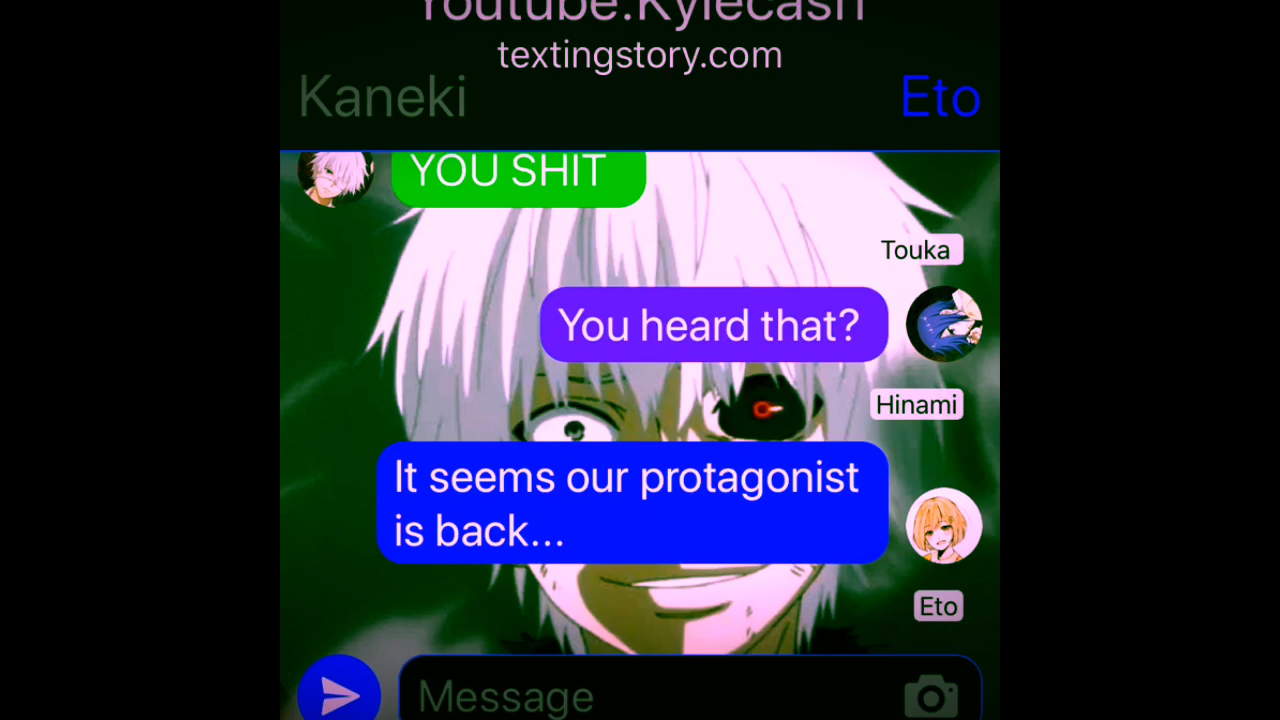 Youtube:Kylecash
textingstory.com
Kaneki
Eto
YOU SHIT
Touka
You heard that?
Hinami
It seems our protagonist
is back...
Eto
Message